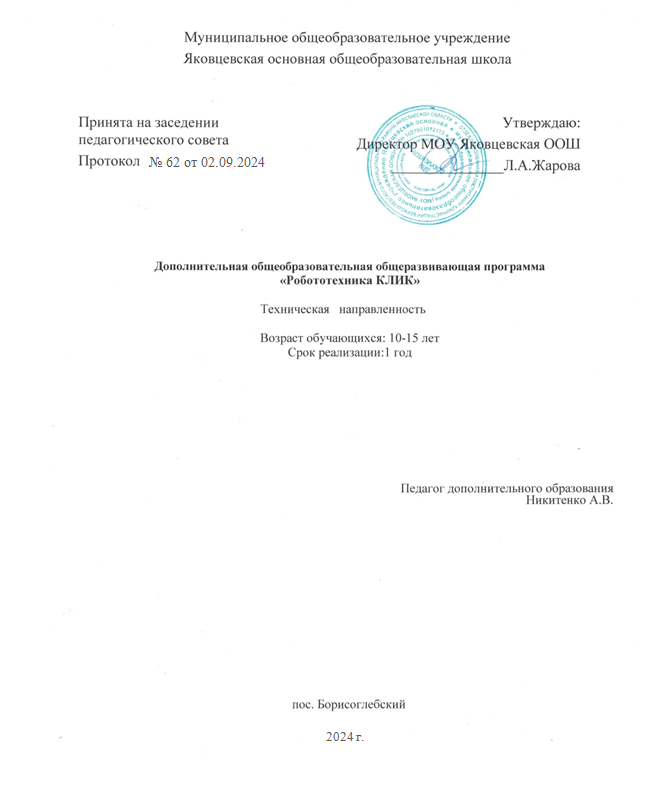 Муниципальное общеобразовательное учреждение
Яковцевская основная общеобразовательная школа
Принята на заседении
педагогического совета
Протокол № 62 от 02.09.2024
Утверждаю:
Директор МОУ Яковцевская ООШ
________________Л.А.Жарова
Дополнительная общеобразовательная общеразвивающая программа
«Робототехника КЛИК»
Техническая направленность
Возраст обучающихся: 10-15 лет
Срок реализации:1 год
Педагог дополнительного образования
Никитенко А.В.
пос. Борисоглебский
2024 г.